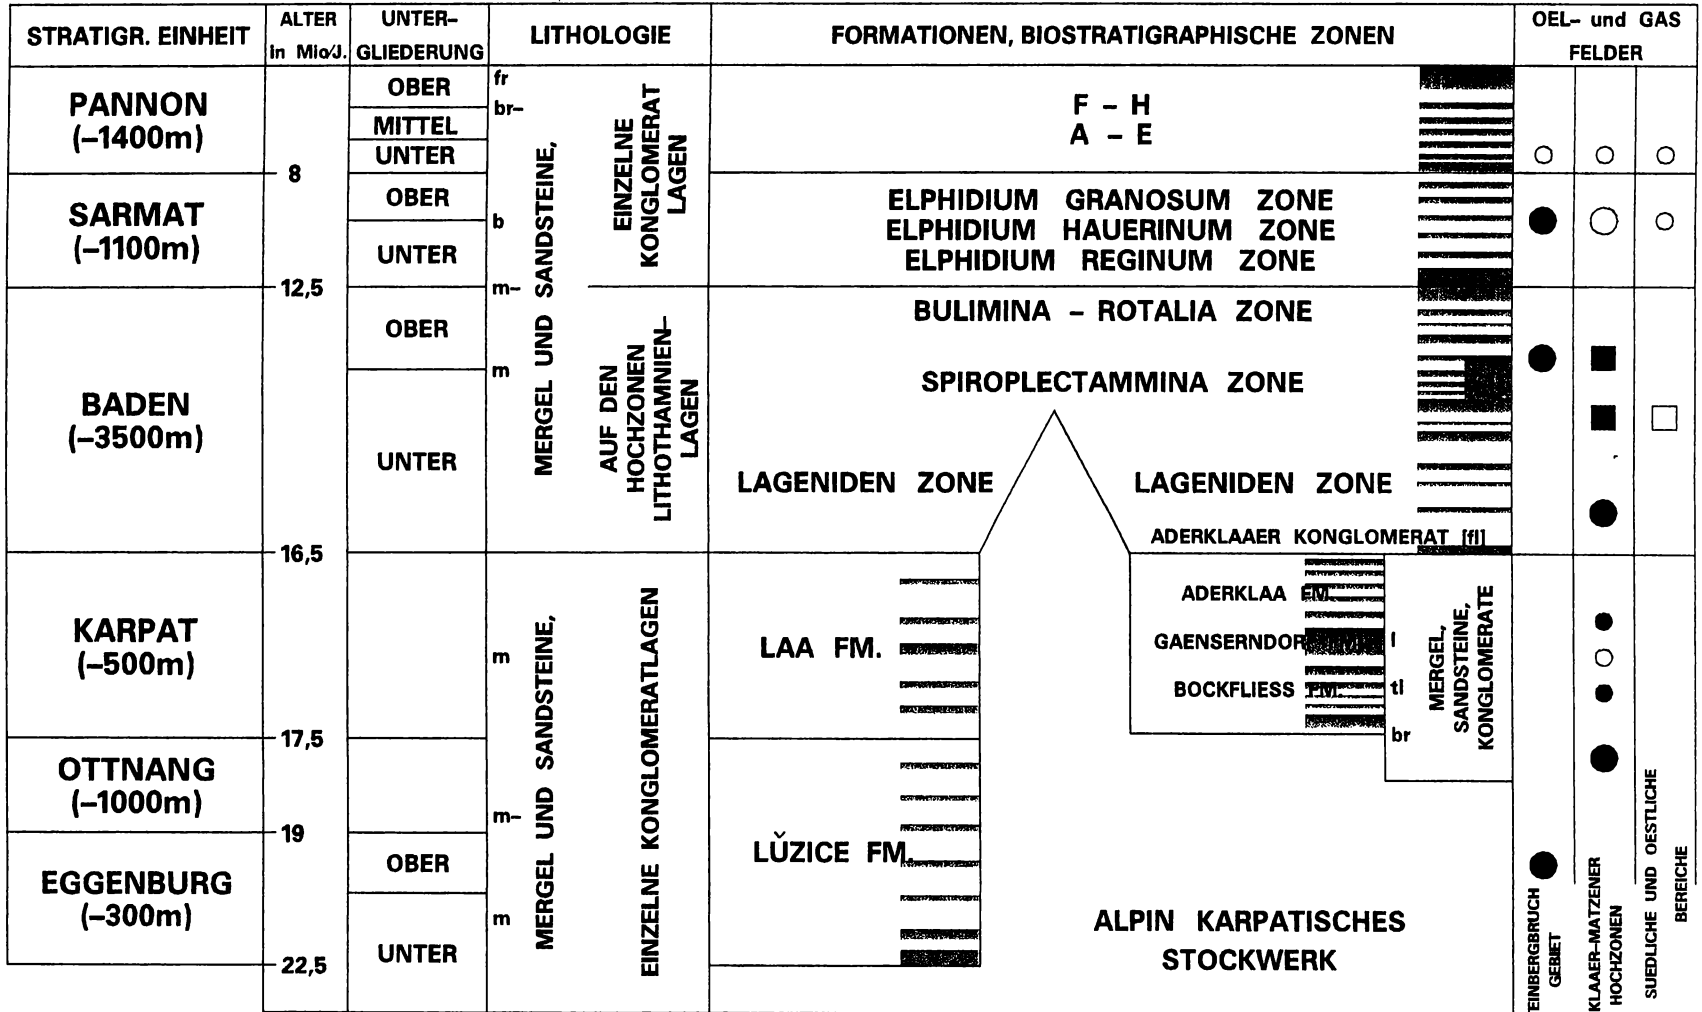 STRATIGR. EINHEIT
ALTER
in Mio/J.
UNTER–
GLIEDERUNG
LITHOLOGIE
FORMATIONEN, BIOSTRATIGRAPHISCHE ZONEN
OEL– und GAS
FELDER
PANNON
(–1400m)
8
OBER
MITTEL
UNTER
fr
br–
F – H
A – E
SARMAT
(–1100m)
12,5
OBER
UNTER
b
m–
ELPHIDIUM GRANOSUM ZONE
ELPHIDIUM HAUERINUM ZONE
ELPHIDIUM REGINUM ZONE
MERGEL UND SANDSTEINE,
EINZELNE
KONGLOMERAT
LAGEN
BADEN
(–3500m)
16,5
OBER
UNTER
m
AUF DEN
HOCHZONEN
LITHOTHAMNIEN–
LAGEN
BULIMINA – ROTALIA ZONE
SPIROPLECTAMMINA ZONE
LAGENIDEN ZONE
LAGENIDEN ZONE
ADERKLAAER KONGLOMERAT [fl]
KARPAT
(–500m)
17,5
m
MERGEL UND SANDSTEINE,
EINZELNE KONGLOMERATLAGEN
LAA FM.
ADERKLAA FM.
GAENSERNDOR
l
BOCKFLIESS FM.
tl
br
MERGEL,
SANDSTEINE,
KONGLOMERATE
OTTNANG
(–1000m)
19
m–
LǓZICE FM.
EGGENBURG
(–300m)
22,5
OBER
UNTER
m
ALPIN KARPATISCHES
STOCKWERK
TEINBERGBRUCH
GEBIET
KLAAER–MATZENER
HOCHZONEN
SUEDLICHE UND OESTLICHE
BEREICHE